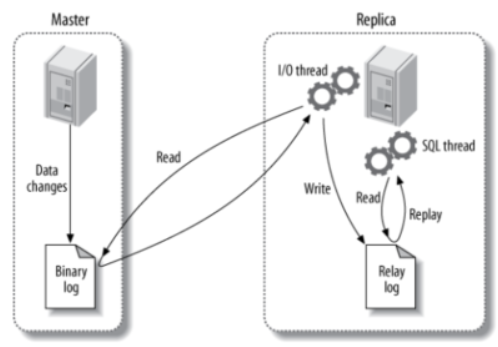 Master
Replica
I/O thread
SQL thread
Data
changes
Read
Write
Read
Replay
Binary
log
Relay
log